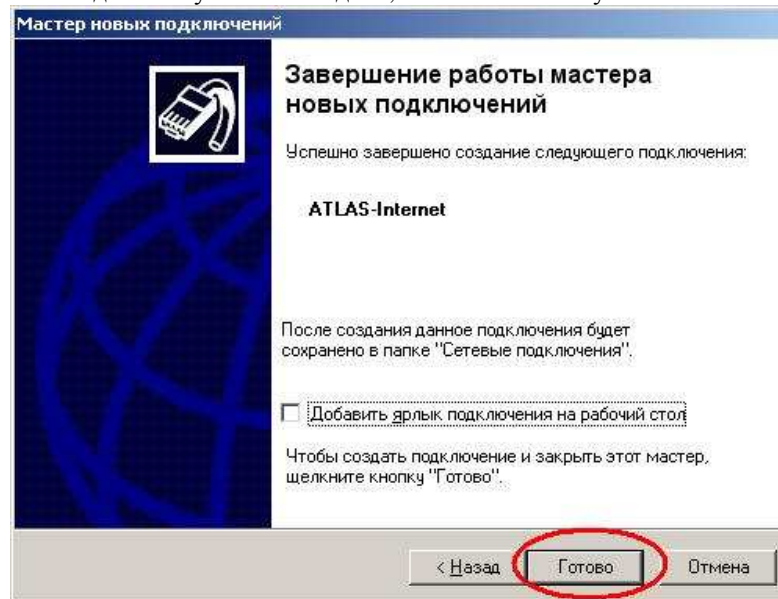 Мастер новых подключений
Завершение работы мастера
новых подключений
Успешно завершено создание следующего подключения:
ATLAS-Internet
После создания данное подключения будет
сохранено в папке "Сетевые подключения".
Добавить ярлык подключения на рабочий стол
Чтобы создать подключение и закрыть этот мастер,
щелкните кнопку "Готово".
< Назад
Готово
Отмена